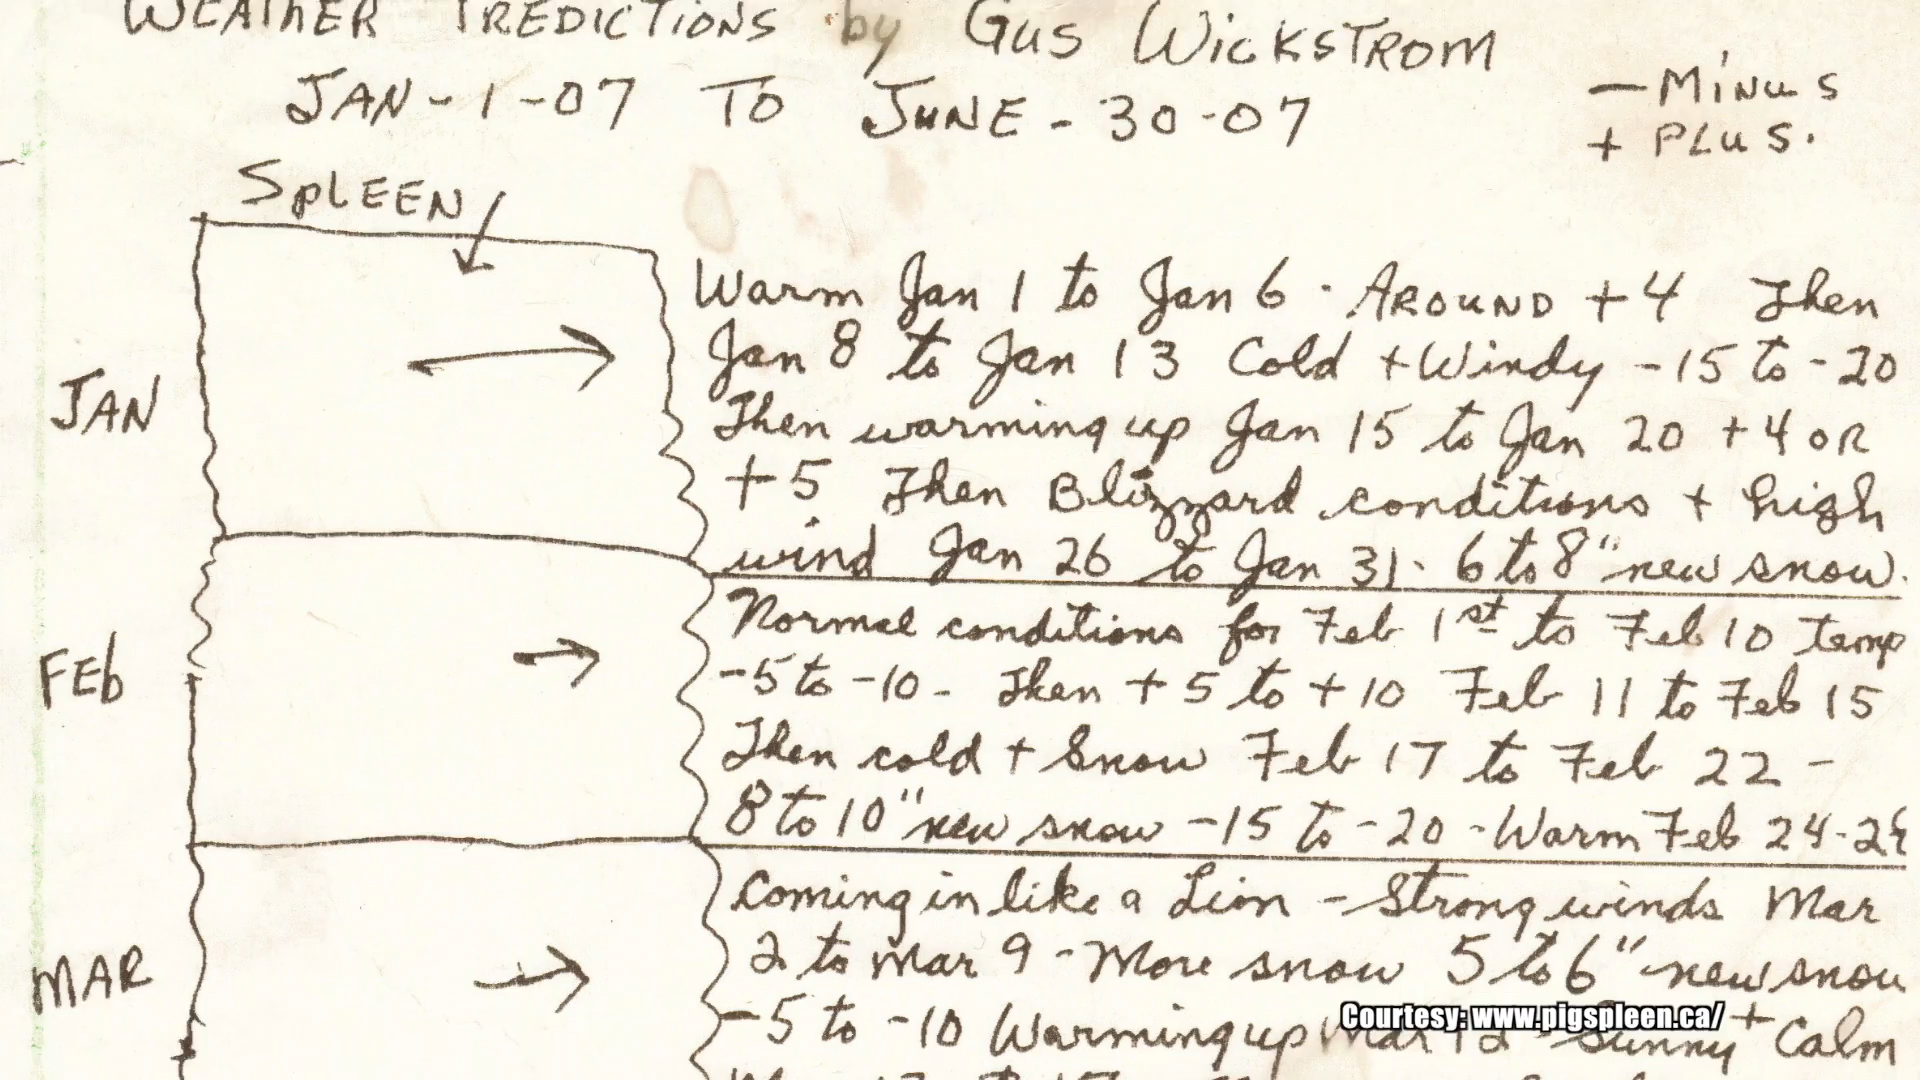 WEATHER PREDICTIONS by GUS WICKSTROM
JAN-1-07 TO JUNE-30-07
— MINUS
+ PLUS.
SPLEEN
JAN
Warm Jan 1 to Jan 6 - AROUND +4 Then
Jan 8 to Jan 13 Cold + Windy -15 to -20
Then warming up Jan 15 to Jan 20 +4 OR
+5 Then Blizzard conditions + high
wind Jan 26 to Jan 31. 6 to 8" new snow.
FEb
Normal conditions for Feb 1st to Feb 10 temp
-5 to -10 - Then +5 to +10 Feb 11 to Feb 15
Then cold + Snow Feb 17 to Feb 22 -
8 to 10" new snow -15 to -20 - Warm Feb 24-
MAR
Coming in like a Lion - Strong winds Mar
2 to Mar 9 - More snow 5 to 6" new snow
-5 to -10 Warming up Mar 12 - Sunny + Calm
Courtesy: www.pigspleen.ca/